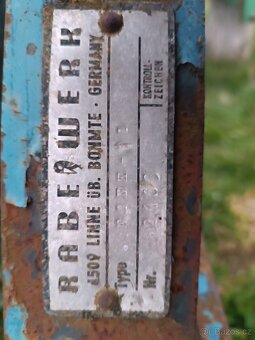 RABEWERK
4509 LINNE ÜB. BOHMTE · GERMANY
Type
Nr.
KONTROLL-
ZEICHEN